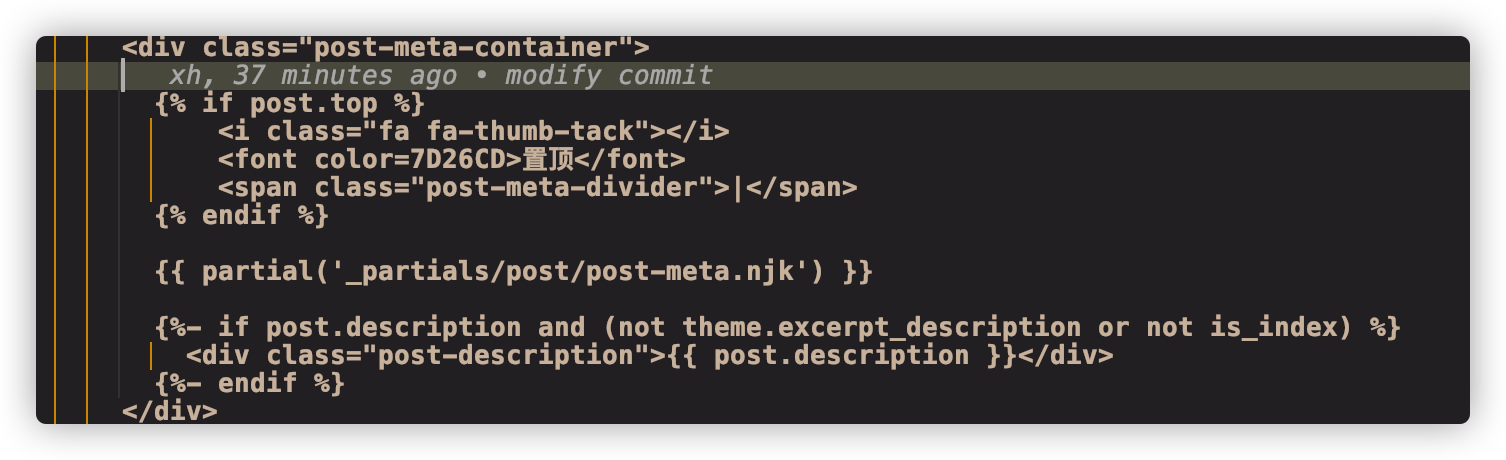 <div class="post-meta-container">
xh, 37 minutes ago • modify commit
{% if post.top %}
<i class="fa fa-thumb-tack"></i>
<font color=7D26CD>置顶</font>
<span class="post-meta-divider">|</span>
{% endif %}
{{ partial('_partials/post/post-meta.njk') }}
{%- if post.description and (not theme.excerpt_description or not is_index) %}
<div class="post-description">{{ post.description }}</div>
{%- endif %}
</div>